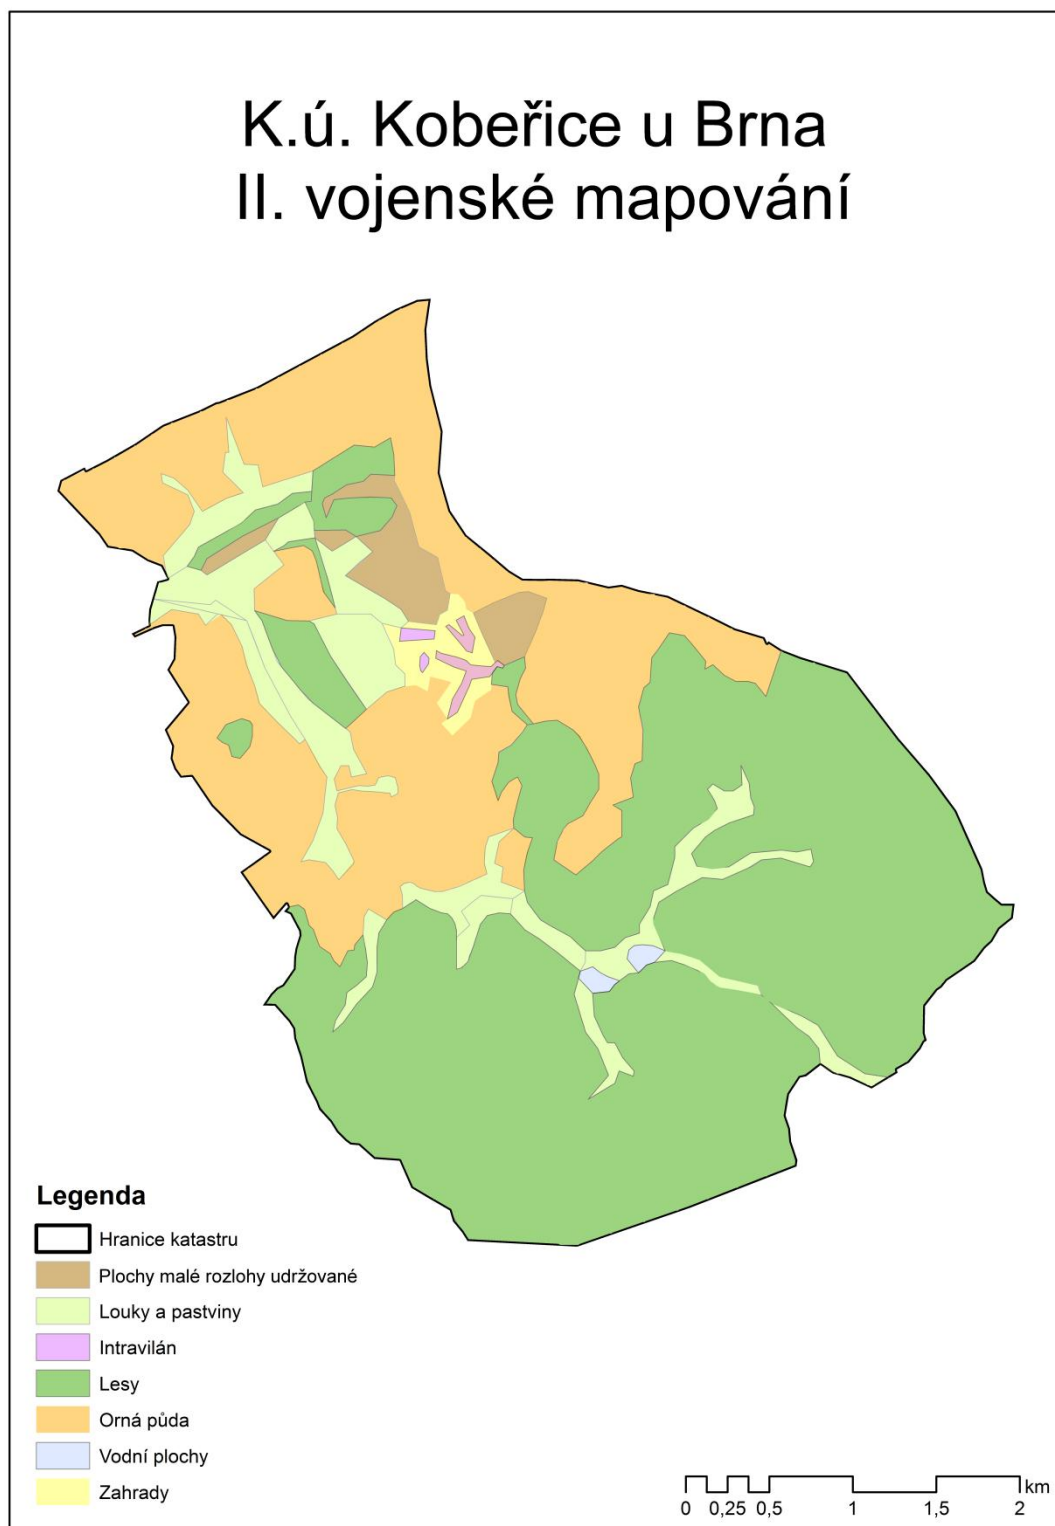 K.ú. Kobeřice u Brna
II. vojenské mapování
Legenda
Hranice katastru
Plochy malé rozlohy udržované
Louky a pastviny
Intravilán
Lesy
Orná půda
Vodní plochy
Zahrady
km
0 0,25 0,5 1 1,5 2